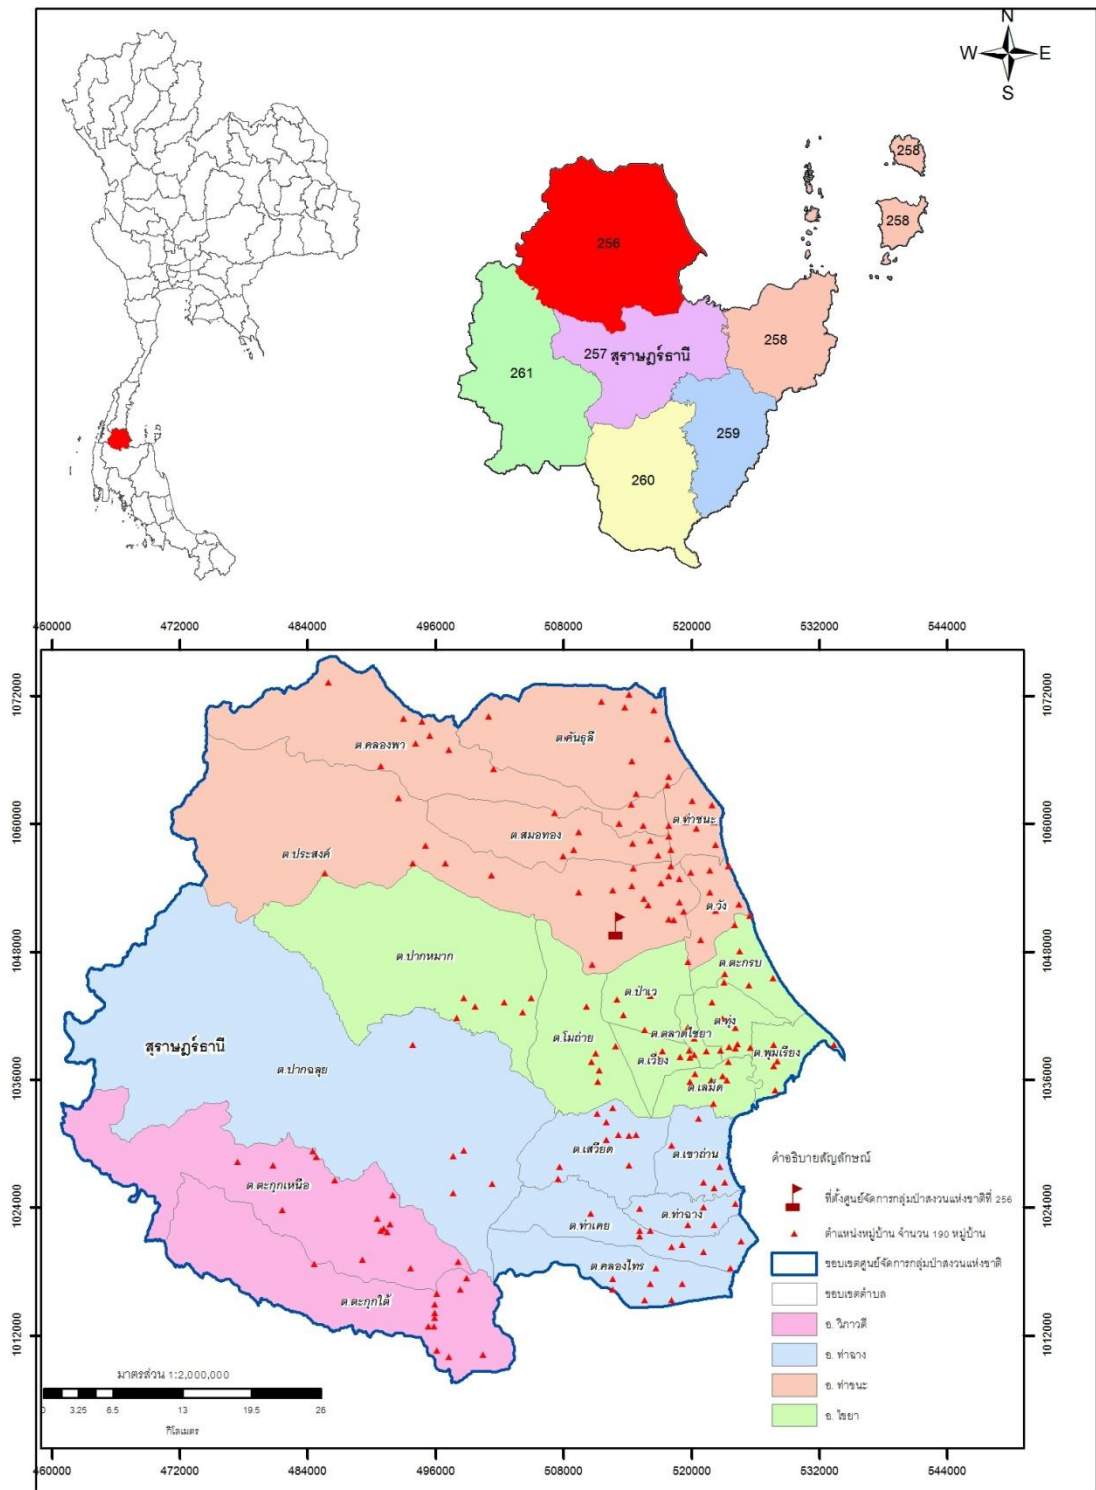 N
W E
S
258
256
258
258
257 สุราษฎร์ธานี
261
259
260
460000 472000 484000 496000 508000 520000 532000 544000
1072000 1072000
ต.คันธุลี
ต.คลองพา
1060000 1060000
ต.ท่าชนะ
ต.สมอทอง
ต.ประสงค์
ต.วัง
1048000 1048000
ต.ปากหมาก
ต.ตะกรบ
ต.ป่าเว
ต.ทุ่ง
ต.ตลาดไชยา
ต.โมถ่าย
สุราษฎร์ธานี
ต.พุมเรียง
ต.เวียง
ต.ปากฉลุย
1036000 1036000
ต.เลม็ด
ต.เสวียด
ต.เขาถ่าน
คำอธิบายสัญลักษณ์
ต.ตะกุกเหนือ
ที่ตั้งศูนย์จัดการกลุ่มป่าสงวนแห่งชาติที่ 256
1024000 1024000
ต.ท่าฉาง
ต.ท่าเคย
ตำแหน่งหมู่บ้าน จำนวน 190 หมู่บ้าน
ต.คลองไทร
ขอบเขตศูนย์จัดการกลุ่มป่าสงวนแห่งชาติ
ต.ตะกุกใต้
ขอบเขตตำบล
อ. วิภาวดี
1012000 1012000
อ. ท่าฉาง
มาตรส่วน 1:2,000,000
อ. ท่าชนะ
0 3.25 6.5 13 19.5 26
อ. ไชยา
กิโลเมตร
460000 472000 484000 496000 508000 520000 532000 544000